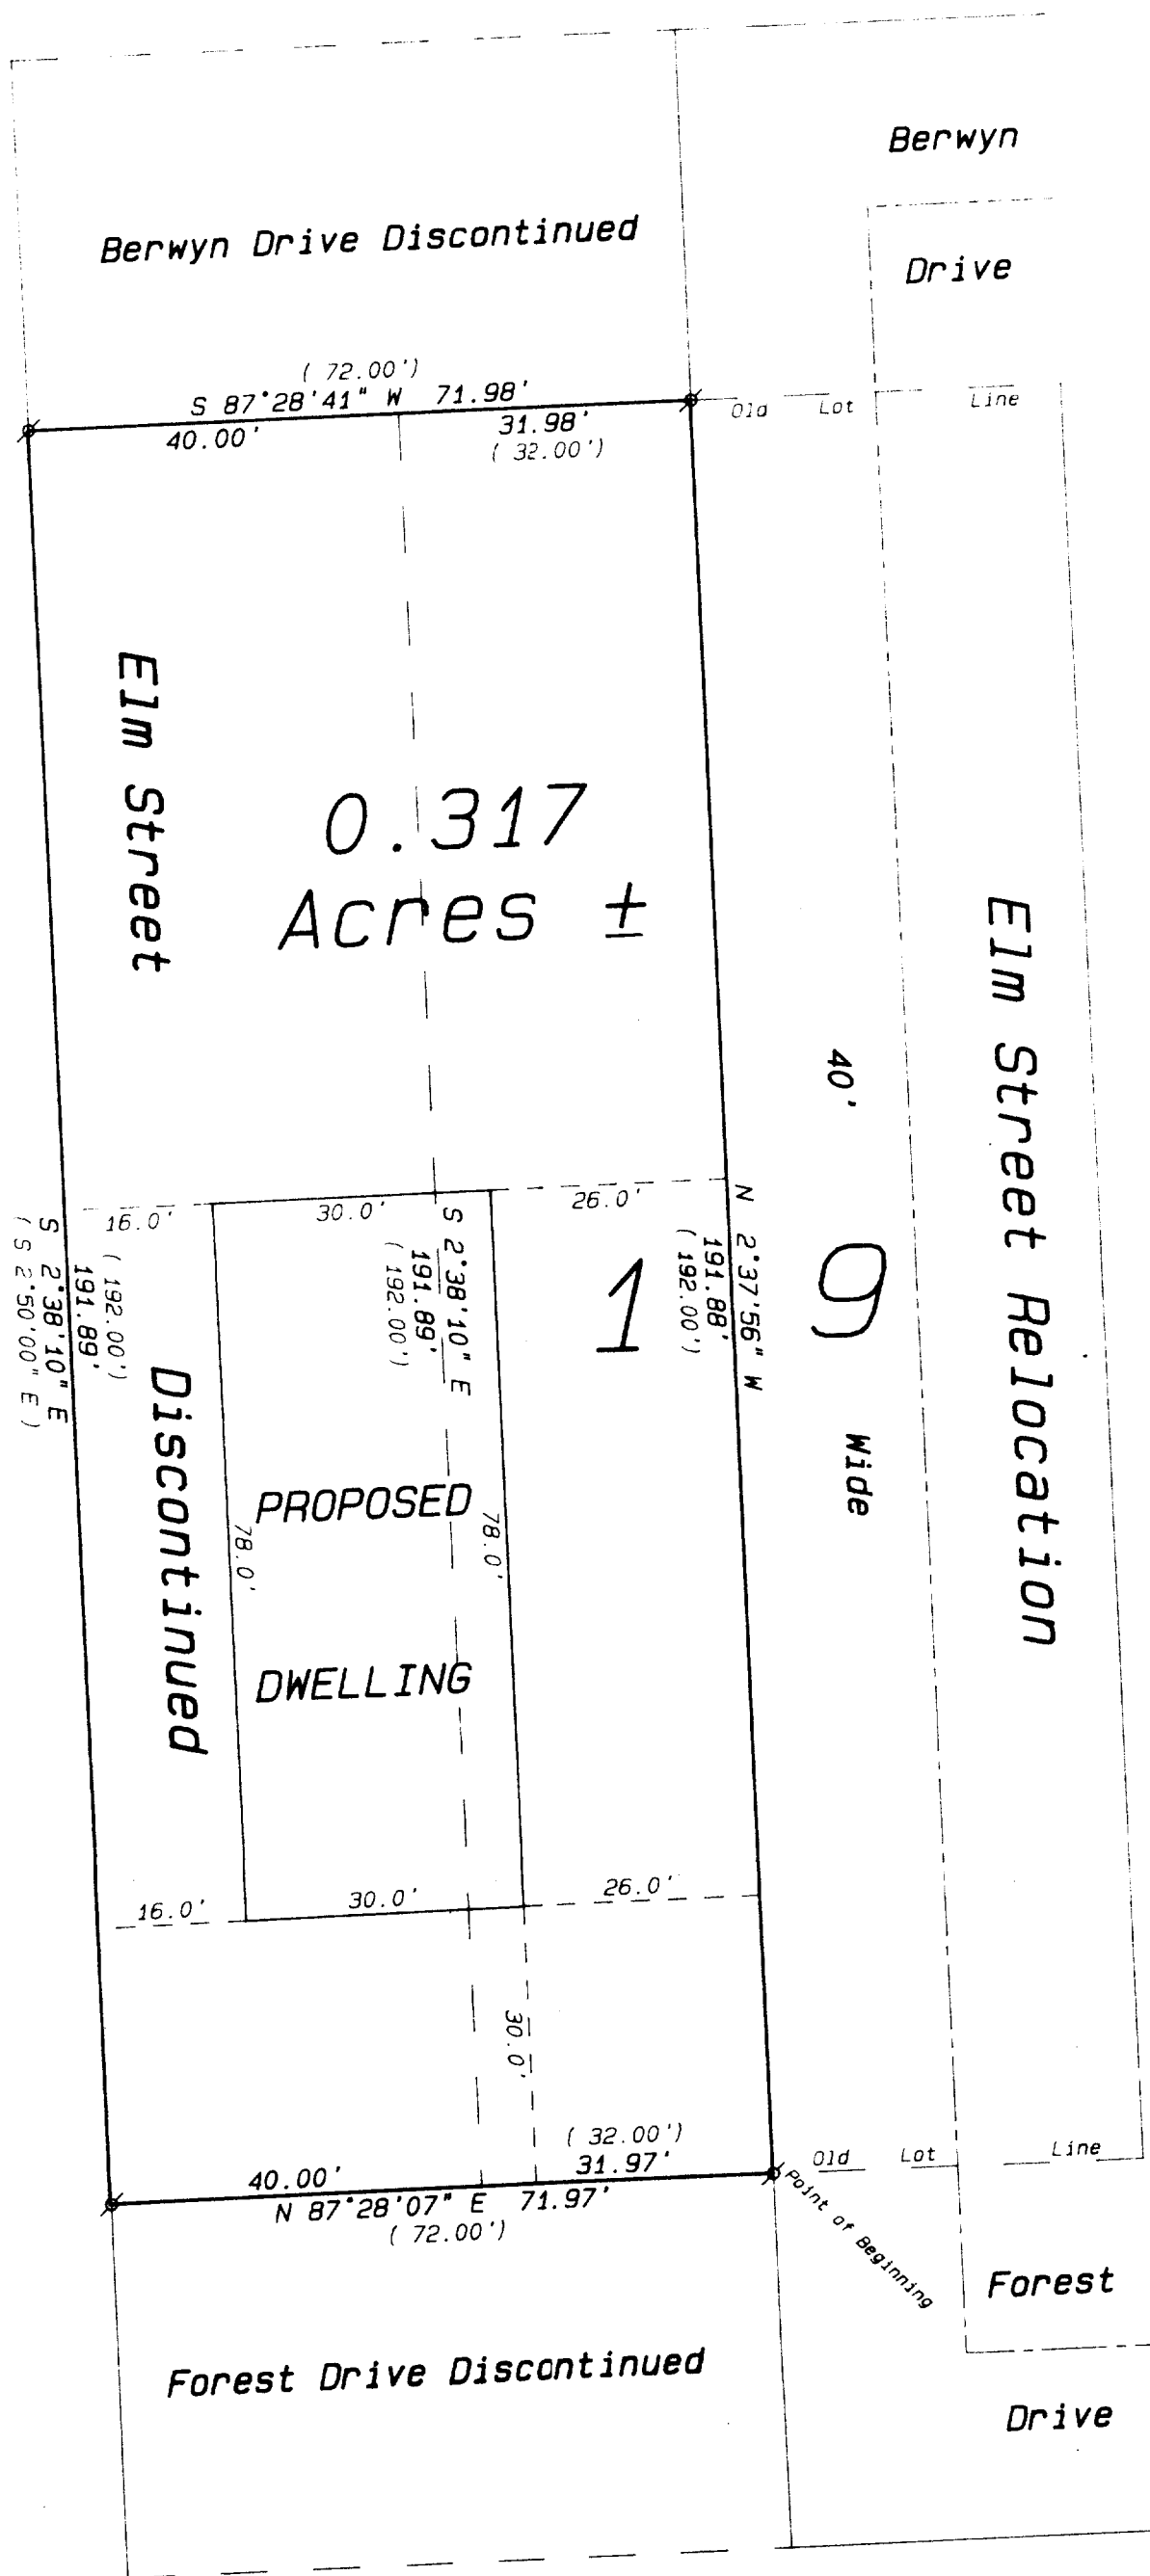 Berwyn
Drive
Berwyn Drive Discontinued
( 72.00')
S 87°28'41" W 71.98'
40.00'
31.98'
( 32.00')
Old Lot Line
Elm Street
0.317
Acres ±
Elm Street Relocation
40'
Wide
16.0'
30.0'
26.0'
S 2°38'10" E
191.89'
( 192.00')
N 2°37'56" W
191.88'
( 192.00')
1
9
( 192.00')
191.89'
S 2°38'10" E
( S 2°50'00" E )
Discontinued
PROPOSED
DWELLING
78.0'
78.0'
16.0'
30.0'
26.0'
30.0'
( 32.00')
40.00'
31.97'
N 87°28'07" E 71.97'
( 72.00')
Old Lot Line
Point of Beginning
Forest
Drive
Forest Drive Discontinued